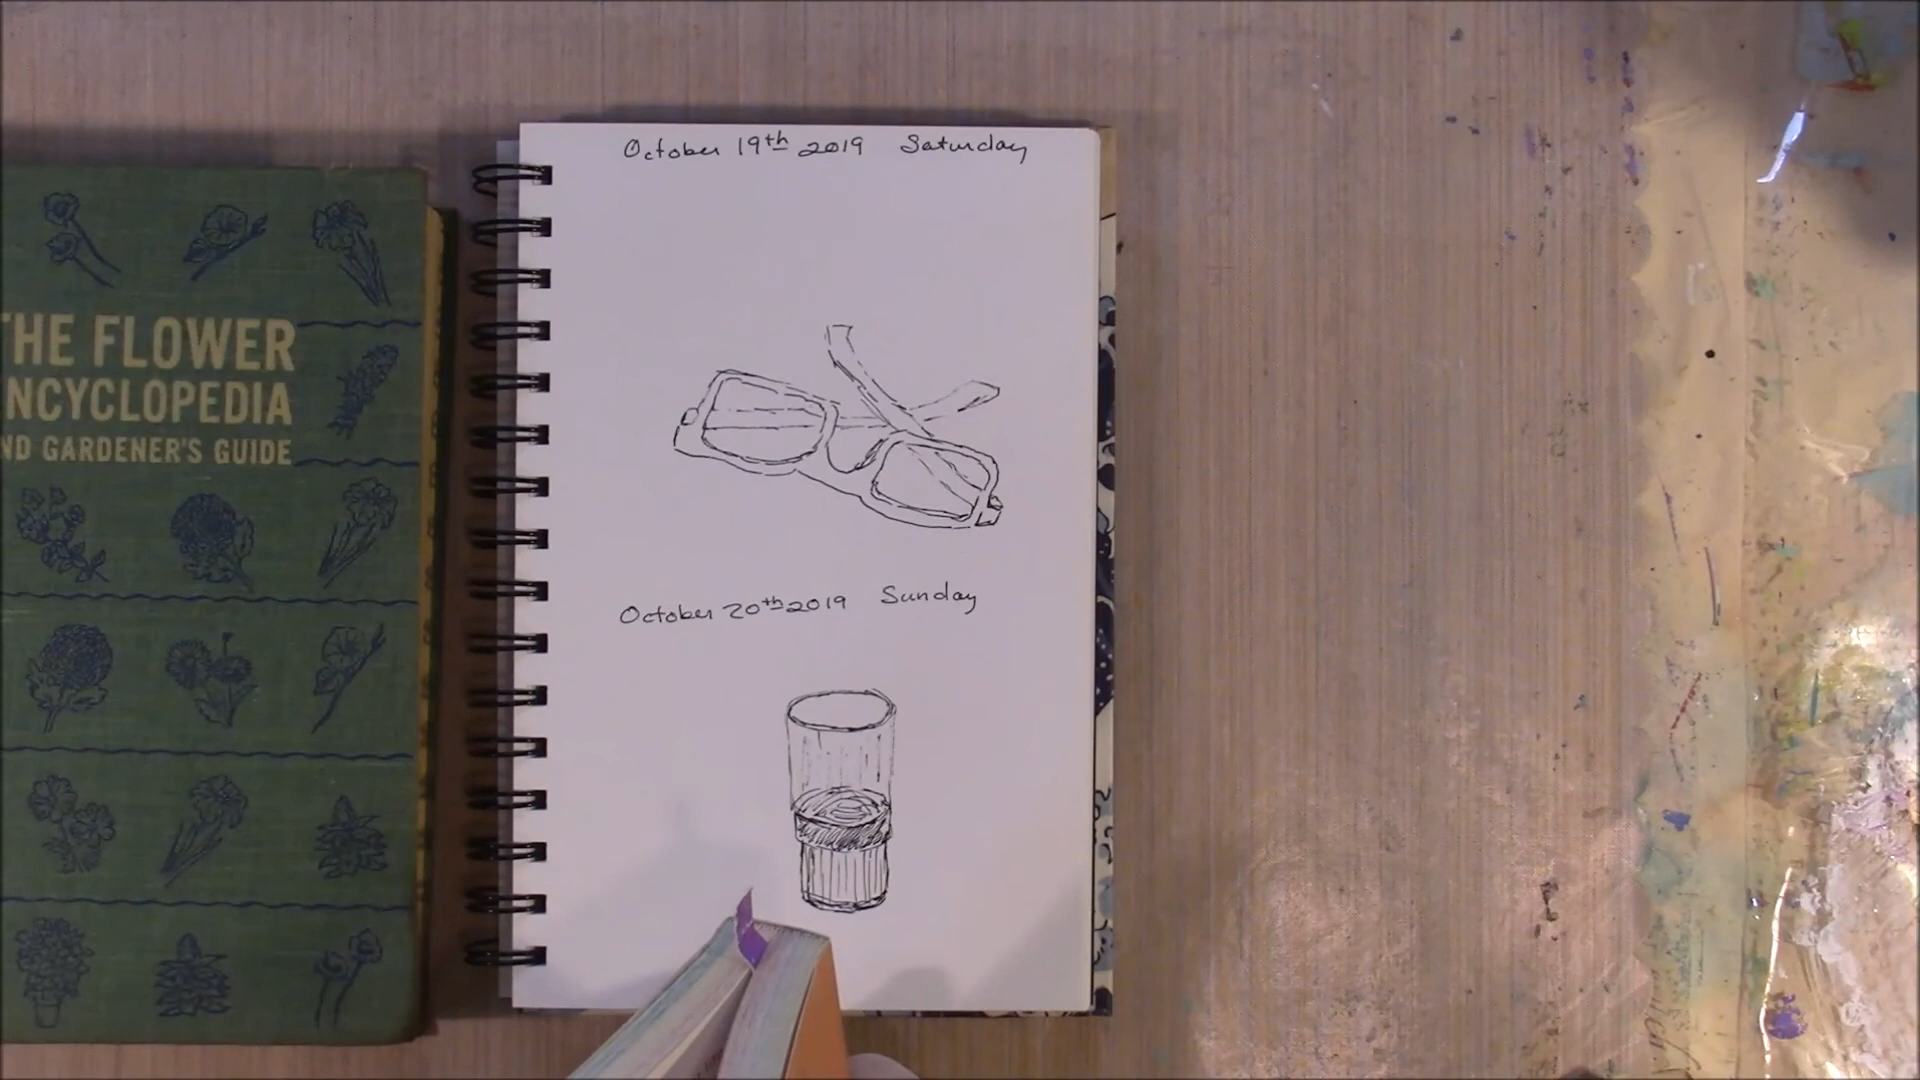 THE FLOWER
ENCYCLOPEDIA
AND GARDENER'S GUIDE
October 19th 2019 Saturday
October 20th 2019 Sunday